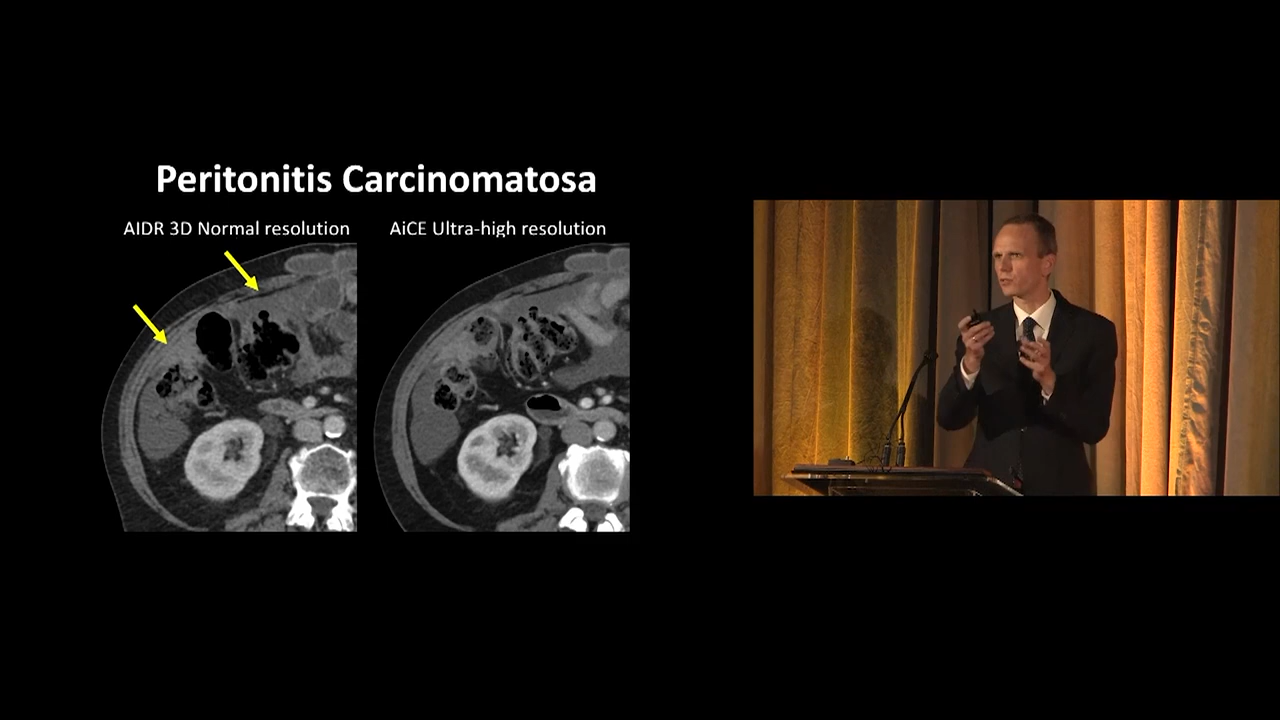 Peritonitis Carcinomatosa
AIDR 3D Normal resolution
AiCE Ultra-high resolution